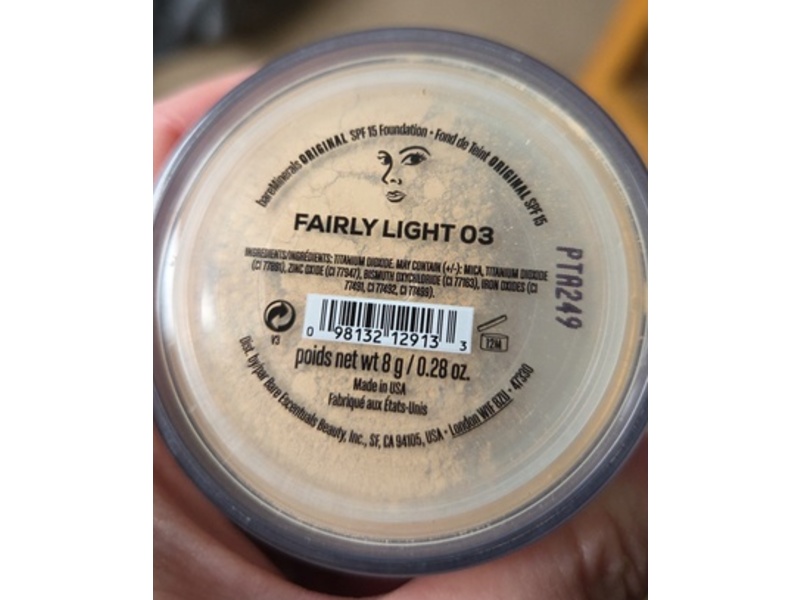 bareMinerals ORIGINAL SPF 15 Foundation • Fond de Teint ORIGINAL SPF 15
FAIRLY LIGHT 03
INGREDIENTS/INGRÉDIENTS: TITANIUM DIOXIDE. MAY CONTAIN (+/-): MICA, TITANIUM DIOXIDE
(CI 77891), ZINC OXIDE (CI 77947), BISMUTH OXYCHLORIDE (CI 77163), IRON OXIDES (CI
77491, CI 77492, CI 77499).
PTA249
V3
0 98132 12913 3
12M
poids net wt 8 g / 0.28 oz.
Made in USA
Fabriqué aux États-Unis
Dist. by/par Bare Escentuals Beauty, Inc., SF, CA 94105, USA • London W1F 8ZU • 47330